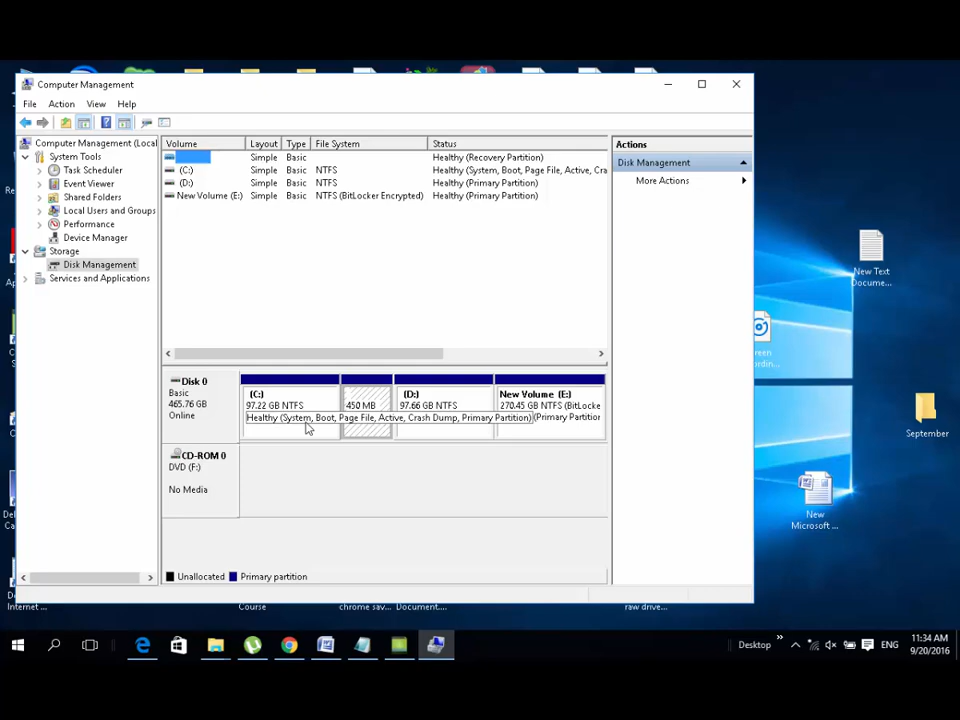 Computer Management
File Action View Help
Computer Management (Local
System Tools
Task Scheduler
Event Viewer
Shared Folders
Local Users and Groups
Performance
Device Manager
Storage
Disk Management
Services and Applications
Volume Layout Type File System Status
Simple Basic Healthy (Recovery Partition)
(C:) Simple Basic NTFS Healthy (System, Boot, Page File, Active, Cra
(D:) Simple Basic NTFS Healthy (Primary Partition)
New Volume (E:) Simple Basic NTFS (BitLocker Encrypted) Healthy (Primary Partition)
Actions
Disk Management
More Actions
Disk 0
Basic
465.76 GB
Online
(C:)
97.22 GB NTFS
Healthy (System, Boot, Page File, Active, Crash Dump, Primary Partition)
450 MB
(D:)
97.66 GB NTFS
New Volume (E:)
270.45 GB NTFS (BitLocke
(Primary Partition
CD-ROM 0
DVD (F:)
No Media
Unallocated Primary partition
New Text
Docume...
September
New
Microsoft ...
Internet ...
Course
chrome sav...
Document....
raw drive...
Desktop
ENG
11:34 AM
9/20/2016